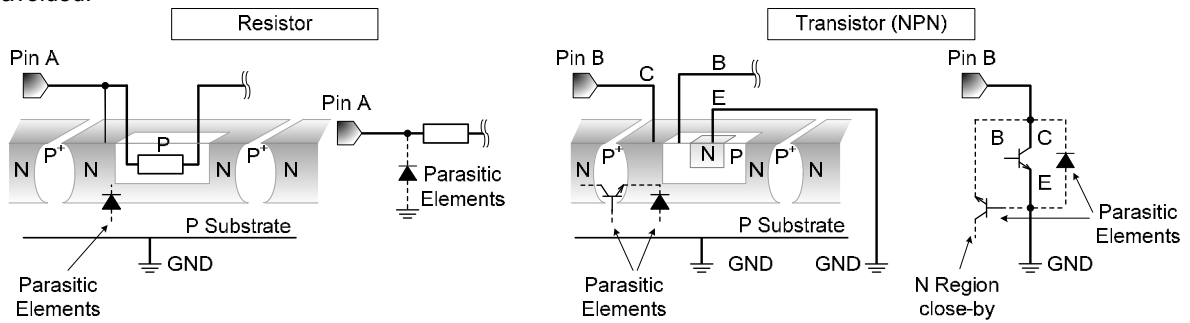 Resistor
Transistor (NPN)
Pin A
Pin A
N
P+
N
P
N
P+
N
Parasitic
Elements
P Substrate
GND
Parasitic
Elements
Pin B
C
B
E
N
P+
N
N
P
N
P+
N
P Substrate
GND
GND
Parasitic
Elements
Pin B
B
C
E
Parasitic
Elements
GND
N Region
close-by